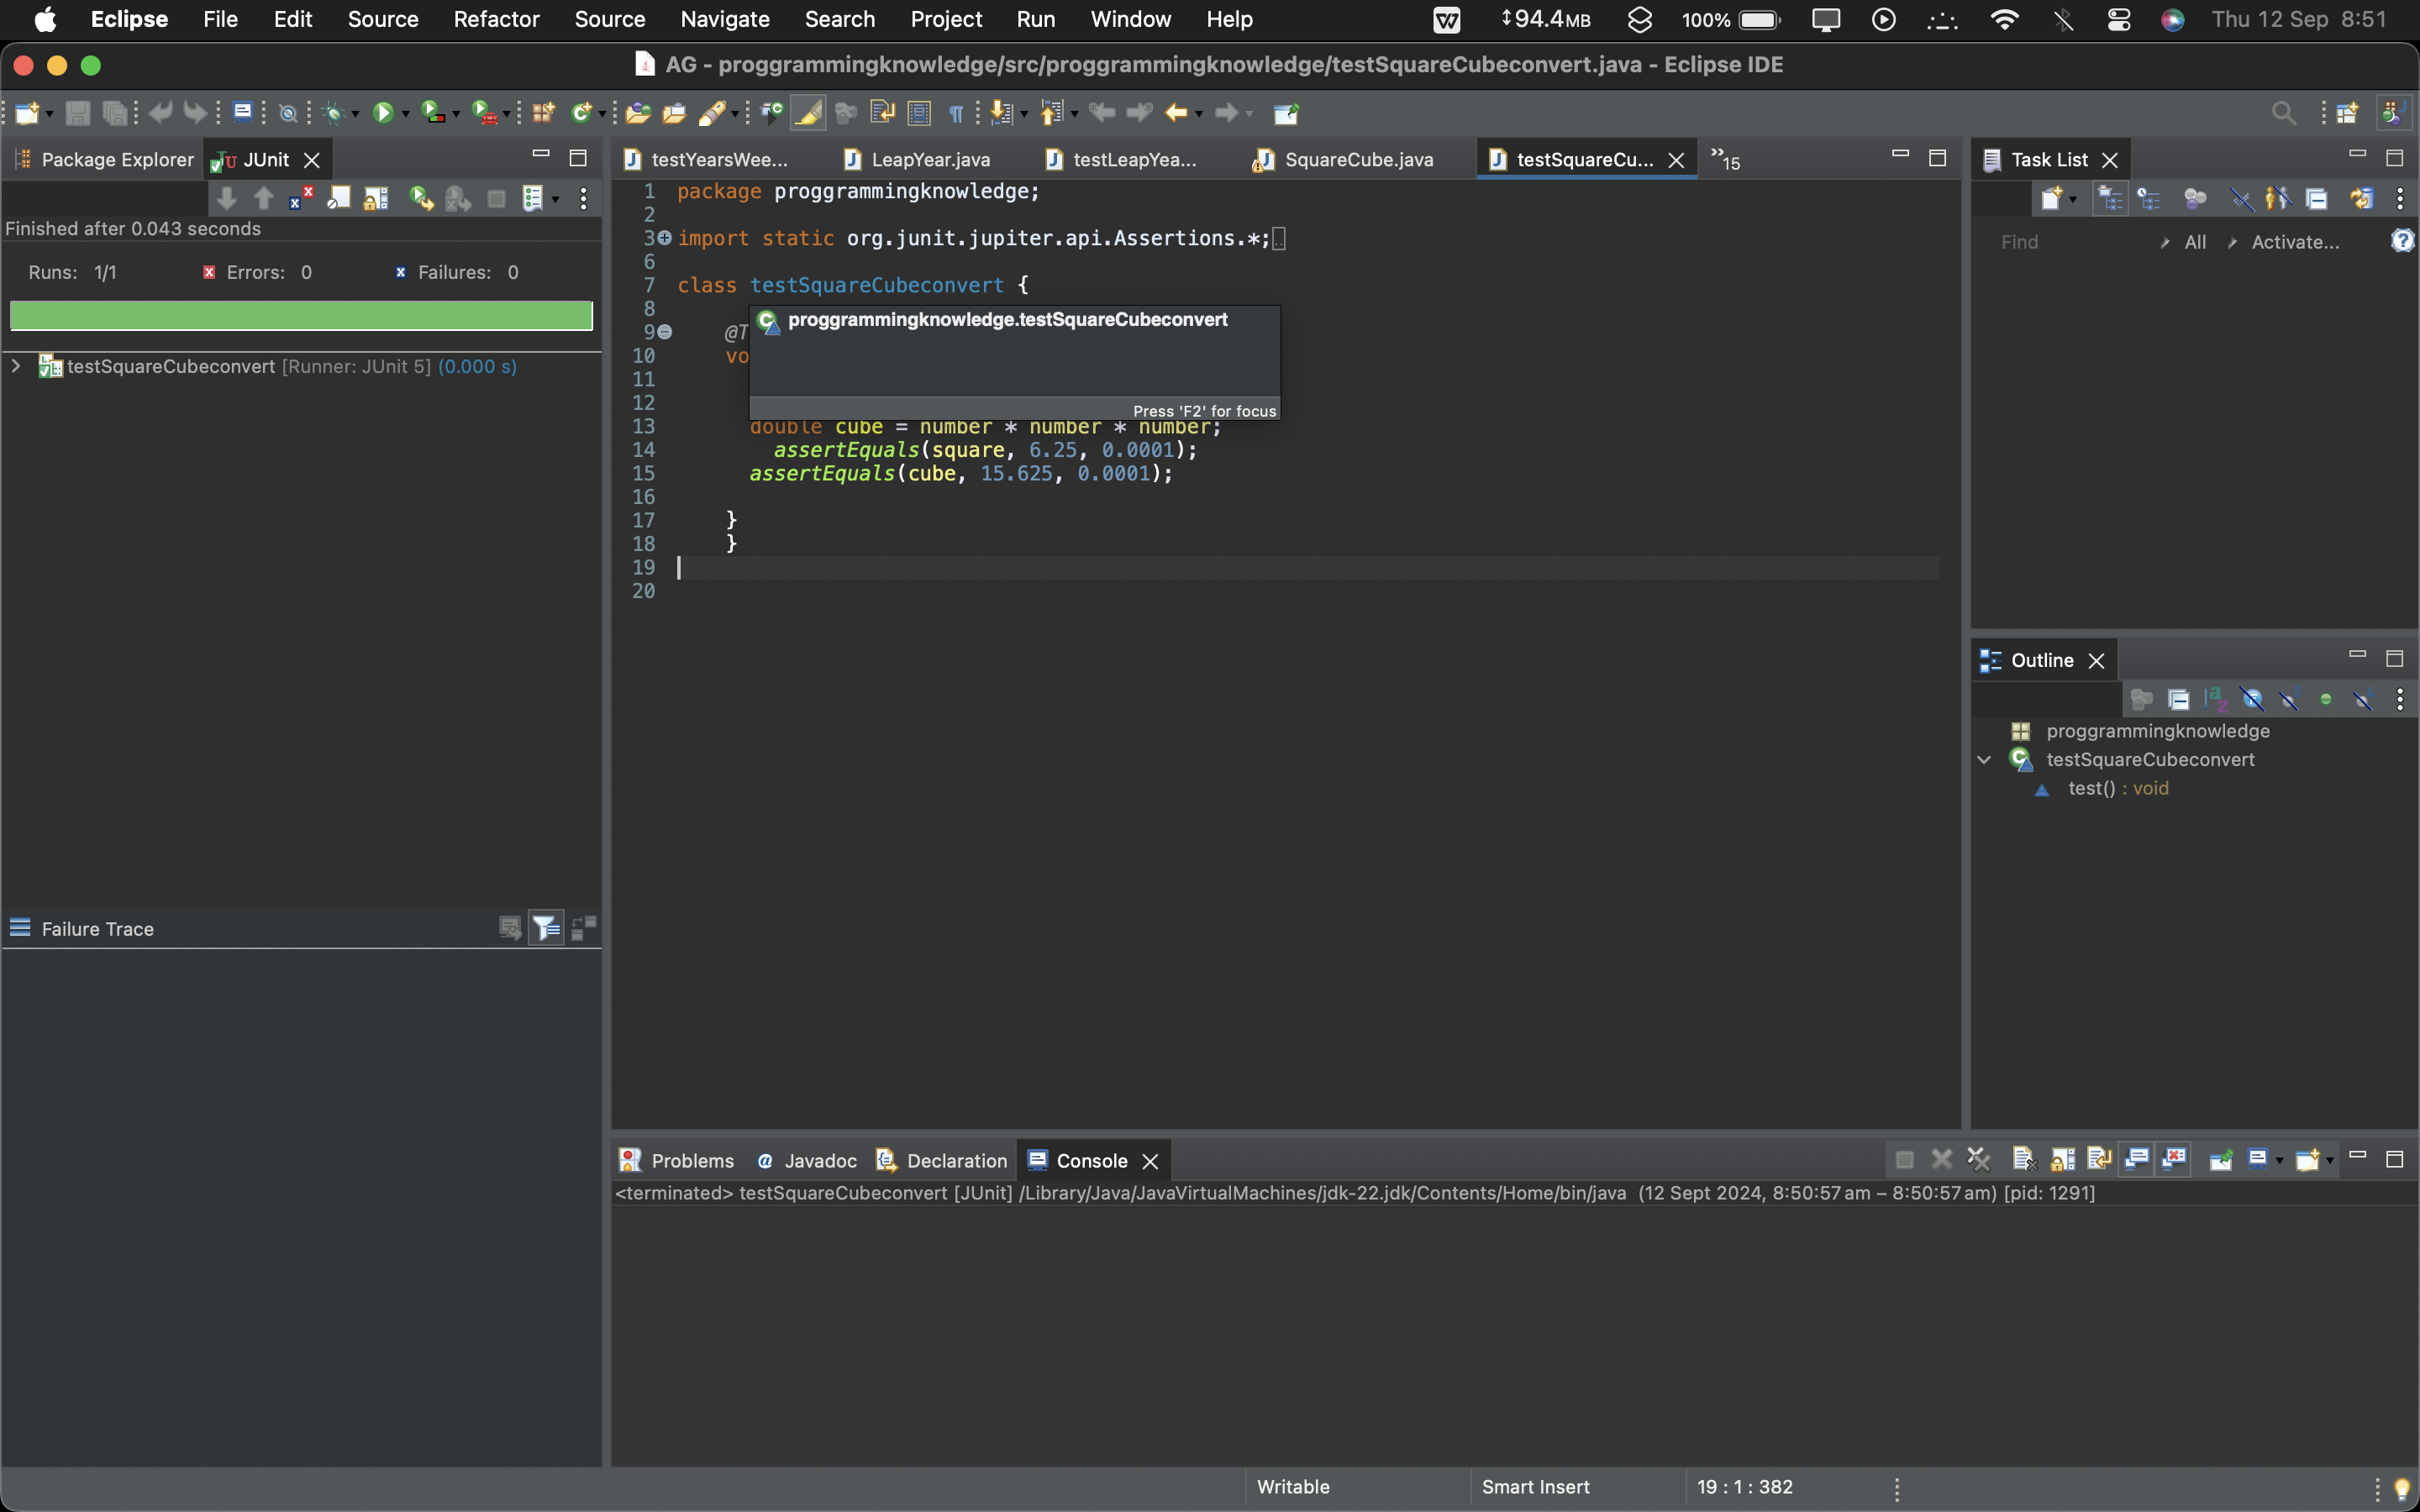 Eclipse File Edit Source Refactor Source Navigate Search Project Run Window Help 94.4MB 100% Thu 12 Sep 8:51
AG - proggrammingknowledge/src/proggrammingknowledge/testSquareCubeconvert.java - Eclipse IDE
Package Explorer JUnit
Finished after 0.043 seconds
Runs: 1/1 Errors: 0 Failures: 0
testSquareCubeconvert [Runner: JUnit 5] (0.000 s)
Failure Trace
testYearsWee... LeapYear.java testLeapYea... SquareCube.java testSquareCu... »15
1 package proggrammingknowledge;
2
3 import static org.junit.jupiter.api.Assertions.*;
6
7 class testSquareCubeconvert {
8
proggrammingknowledge.testSquareCubeconvert
9 @T
10 vo
11
12
Press 'F2' for focus
13 double cube = number * number * number;
14 assertEquals(square, 6.25, 0.0001);
15 assertEquals(cube, 15.625, 0.0001);
16
17 }
18 }
19
20
Task List
Find All Activate...
Outline
proggrammingknowledge
testSquareCubeconvert
test() : void
Problems Javadoc Declaration Console
<terminated> testSquareCubeconvert [JUnit] /Library/Java/JavaVirtualMachines/jdk-22.jdk/Contents/Home/bin/java (12 Sept 2024, 8:50:57 am – 8:50:57 am) [pid: 1291]
Writable Smart Insert 19 : 1 : 382